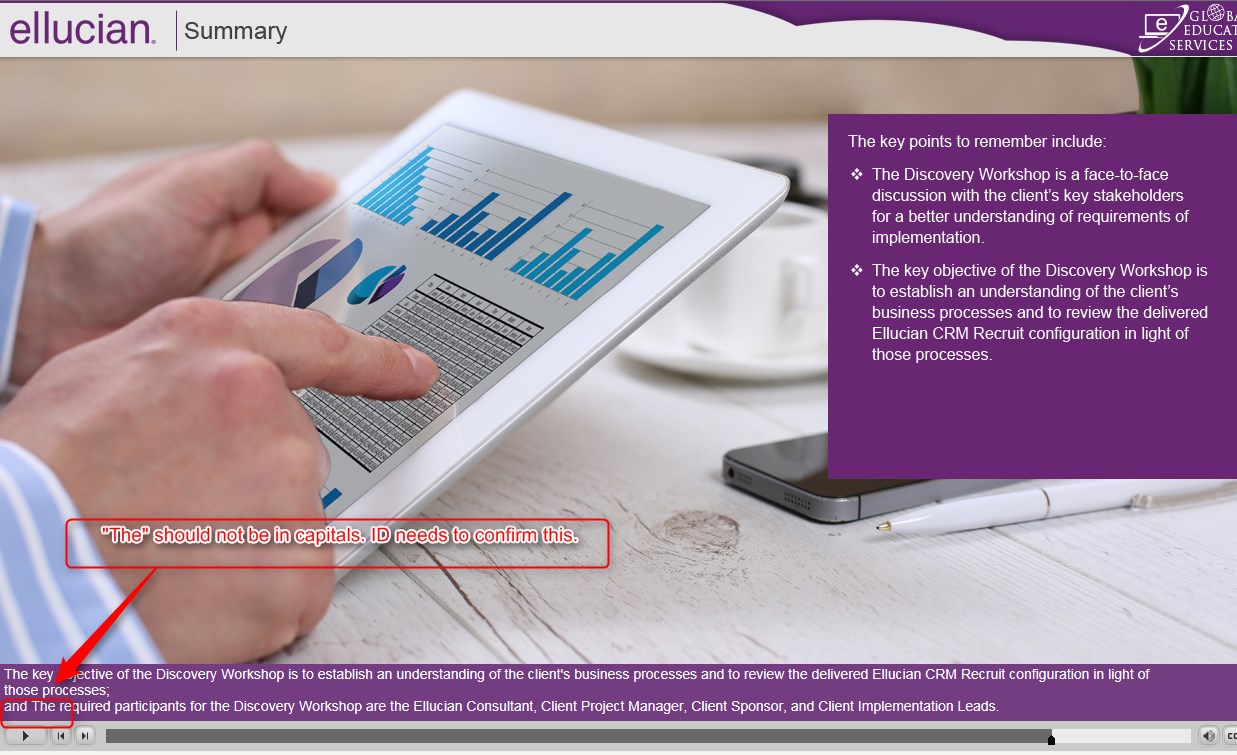 ellucian.
Summary
The key points to remember include:
❖ The Discovery Workshop is a face-to-face
discussion with the client’s key stakeholders
for a better understanding of requirements of
implementation.
❖ The key objective of the Discovery Workshop is
to establish an understanding of the client’s
business processes and to review the delivered
Ellucian CRM Recruit configuration in light of
those processes.
"The" should not be in capitals. ID needs to confirm this.
The key jective of the Discovery Workshop is to establish an understanding of the client's business processes and to review the delivered Ellucian CRM Recruit configuration in light of
those processes;
and The required participants for the Discovery Workshop are the Ellucian Consultant, Client Project Manager, Client Sponsor, and Client Implementation Leads.
e
SERVICES